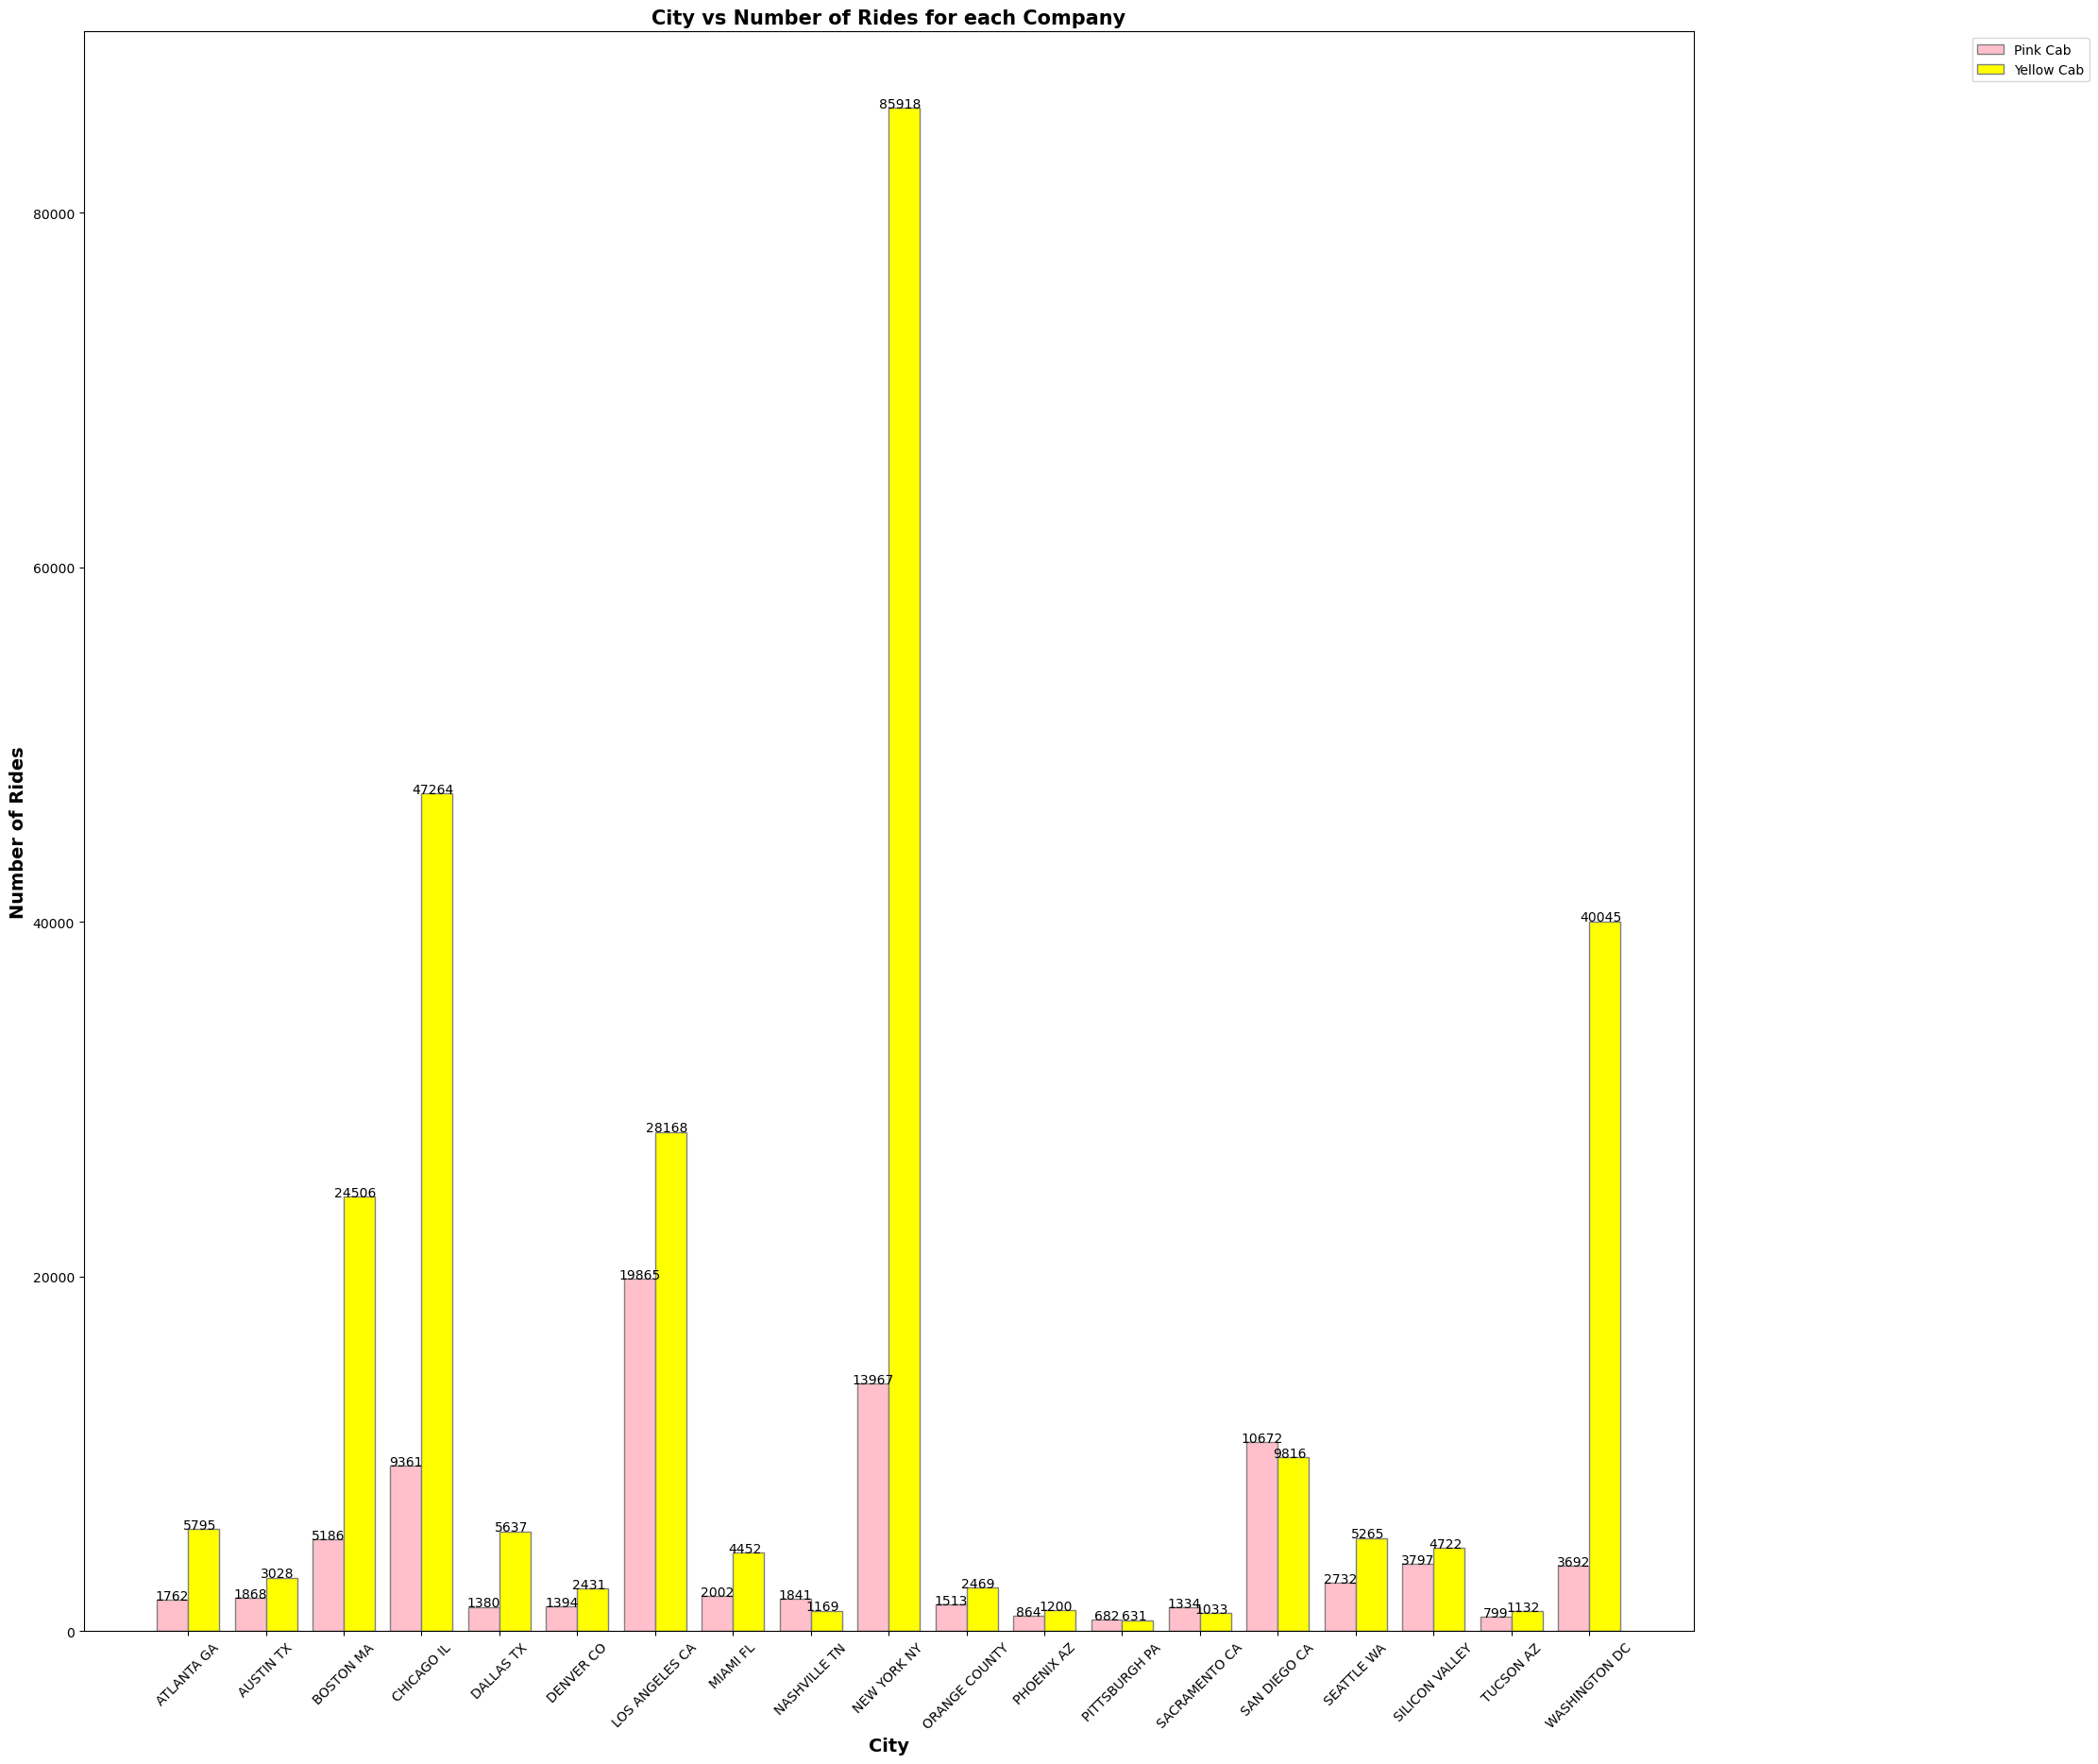 City vs Number of Rides for each Company
Pink Cab
Yellow Cab
Number of Rides
80000
60000
40000
20000
0
1762
5795
1868
3028
5186
24506
9361
47264
1380
5637
1394
2431
19865
28168
2002
4452
1841
1169
13967
85918
1513
2469
864
1200
682
631
1334
1033
10672
9816
2732
5265
3797
4722
799
1132
3692
40045
ATLANTA GA
AUSTIN TX
BOSTON MA
CHICAGO IL
DALLAS TX
DENVER CO
LOS ANGELES CA
MIAMI FL
NASHVILLE TN
NEW YORK NY
ORANGE COUNTY
PHOENIX AZ
PITTSBURGH PA
SACRAMENTO CA
SAN DIEGO CA
SEATTLE WA
SILICON VALLEY
TUCSON AZ
WASHINGTON DC
City